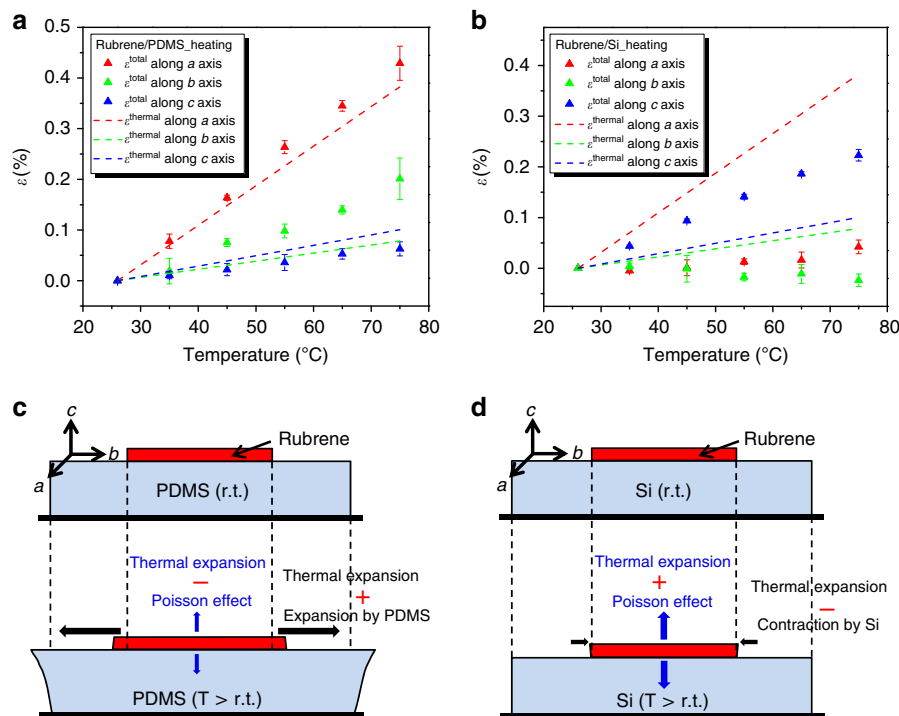 a
Rubrene/PDMS_heating
ε^total along a axis
ε^total along b axis
ε^total along c axis
ε^thermal along a axis
ε^thermal along b axis
ε^thermal along c axis
0.5
0.4
0.3
0.2
0.1
0.0
ε(%)
20 30 40 50 60 70 80
Temperature (°C)
b
Rubrene/Si_heating
ε^total along a axis
ε^total along b axis
ε^total along c axis
ε^thermal along a axis
ε^thermal along b axis
ε^thermal along c axis
0.4
0.3
0.2
0.1
0.0
ε(%)
20 30 40 50 60 70 80
Temperature (°C)
c
c
b
a
Rubrene
PDMS (r.t.)
Thermal expansion
−
Poisson effect
Thermal expansion
+
Expansion by PDMS
PDMS (T > r.t.)
d
c
b
a
Rubrene
Si (r.t.)
Thermal expansion
+
Poisson effect
Thermal expansion
−
Contraction by Si
Si (T > r.t.)